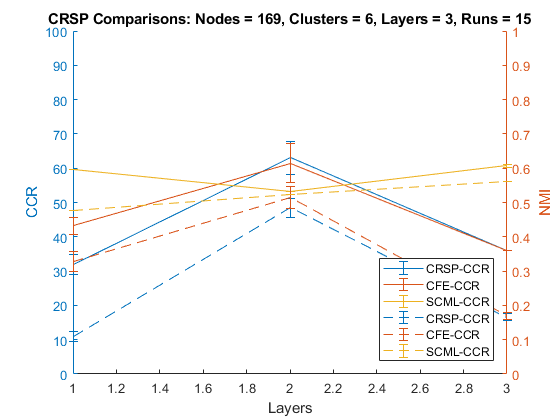 CRSP Comparisons: Nodes = 169, Clusters = 6, Layers = 3, Runs = 15
100
90
80
70
60
50
40
30
20
10
0
CCR
1
0.9
0.8
0.7
0.6
0.5
0.4
0.3
0.2
0.1
0
NMI
CRSP-CCR
CFE-CCR
SCML-CCR
CRSP-CCR
CFE-CCR
SCML-CCR
1 1.2 1.4 1.6 1.8 2 2.2 2.4 2.6 2.8 3
Layers